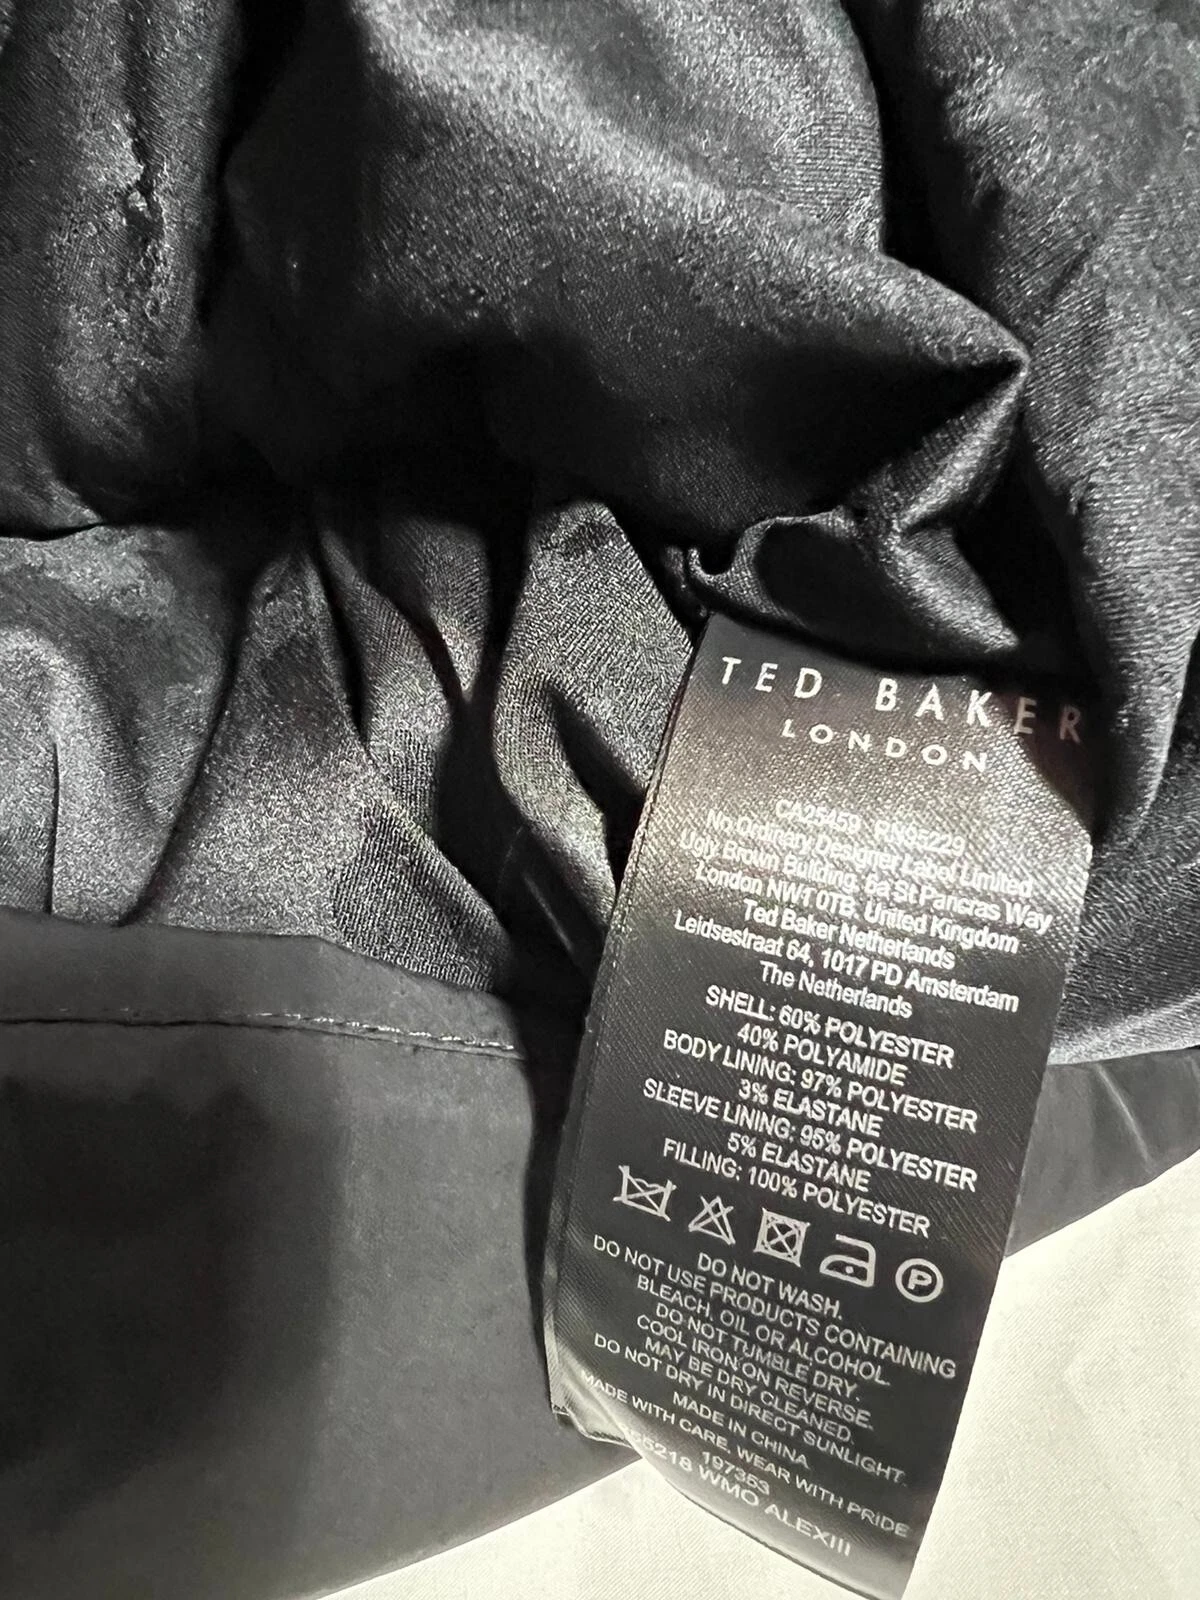 TED BAKER
LONDON
CA25459 RN95229
No Ordinary Designer Label Limited
Ugly Brown Building, 6a St Pancras Way
London NW1 0TB, United Kingdom
Ted Baker Netherlands
Leidsestraat 64, 1017 PD Amsterdam
The Netherlands
SHELL: 60% POLYESTER
40% POLYAMIDE
BODY LINING: 97% POLYESTER
3% ELASTANE
SLEEVE LINING: 95% POLYESTER
5% ELASTANE
FILLING: 100% POLYESTER
P
DO NOT WASH.
DO NOT USE PRODUCTS CONTAINING
BLEACH, OIL OR ALCOHOL.
DO NOT TUMBLE DRY.
COOL IRON ON REVERSE.
MAY BE DRY CLEANED.
DO NOT DRY IN DIRECT SUNLIGHT.
MADE IN CHINA
MADE WITH CARE, WEAR WITH PRIDE
197353
WMO ALEXIII